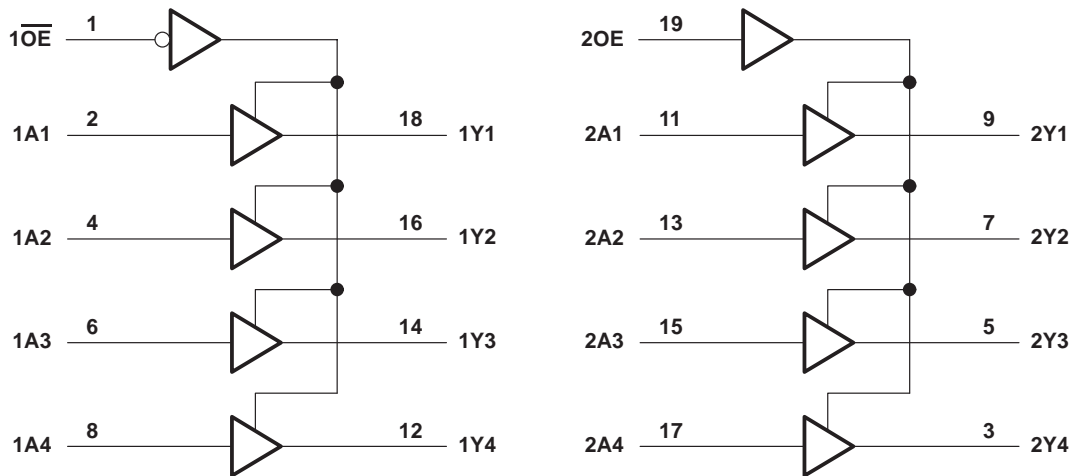 1O̅E̅ 1 2OE 19
1A1 2 18 1Y1 2A1 11 9 2Y1
1A2 4 16 1Y2 2A2 13 7 2Y2
1A3 6 14 1Y3 2A3 15 5 2Y3
1A4 8 12 1Y4 2A4 17 3 2Y4